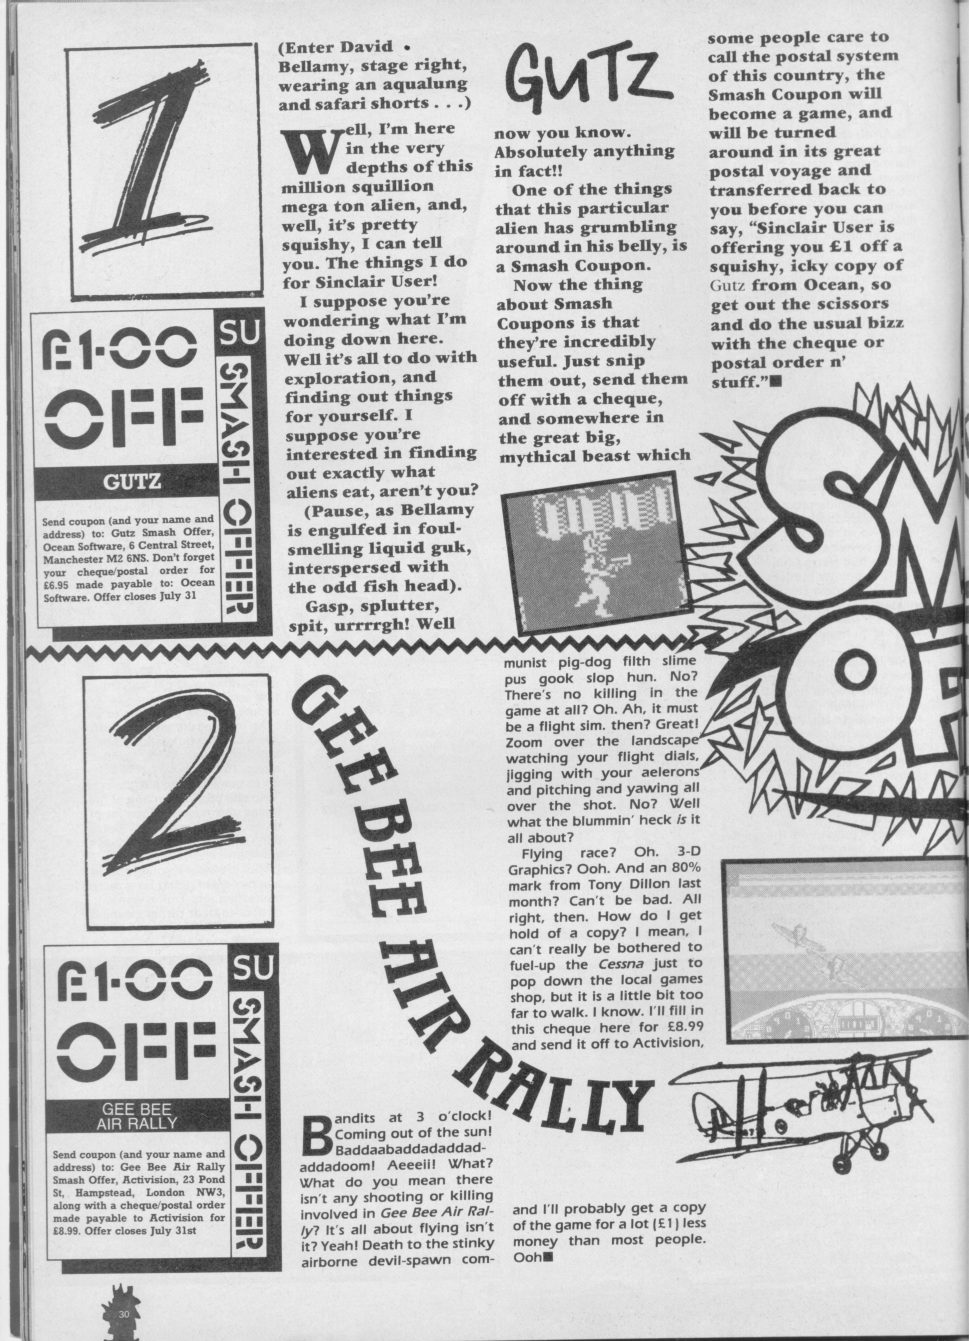 1
£1·00
OFF
SU
SMASH OFFER
GUTZ
Send coupon (and your name and
address) to: Gutz Smash Offer,
Ocean Software, 6 Central Street,
Manchester M2 6NS. Don't forget
your cheque/postal order for
£6.95 made payable to: Ocean
Software. Offer closes July 31
(Enter David
Bellamy, stage right,
wearing an aqualung
and safari shorts . . .)
Well, I'm here
in the very
depths of this
million squillion
mega ton alien, and,
well, it's pretty
squishy, I can tell
you. The things I do
for Sinclair User!
I suppose you're
wondering what I'm
doing down here.
Well it's all to do with
exploration, and
finding out things
for yourself. I
suppose you're
interested in finding
out exactly what
aliens eat, aren't you?
(Pause, as Bellamy
is engulfed in foul-
smelling liquid guk,
interspersed with
the odd fish head).
Gasp, splutter,
spit, urrrrgh! Well
GUTZ
now you know.
Absolutely anything
in fact!!
One of the things
that this particular
alien has grumbling
around in his belly, is
a Smash Coupon.
Now the thing
about Smash
Coupons is that
they're incredibly
useful. Just snip
them out, send them
off with a cheque,
and somewhere in
the great big,
mythical beast which
some people care to
call the postal system
of this country, the
Smash Coupon will
become a game, and
will be turned
around in its great
postal voyage and
transferred back to
you before you can
say, “Sinclair User is
offering you £1 off a
squishy, icky copy of
Gutz from Ocean, so
get out the scissors
and do the usual bizz
with the cheque or
postal order n'
stuff.”■
2
£1·00
OFF
SU
SMASH OFFER
GEE BEE
AIR RALLY
Send coupon (and your name and
address) to: Gee Bee Air Rally
Smash Offer, Activision, 23 Pond
St, Hampstead, London NW3,
along with a cheque/postal order
made payable to Activision for
£8.99. Offer closes July 31st
GEE BEE AIR RALLY
Bandits at 3 o'clock!
Coming out of the sun!
Baddaabaddadaddad-
addadoom! Aeeeii! What?
What do you mean there
isn't any shooting or killing
involved in Gee Bee Air Ral-
ly? It's all about flying isn't
it? Yeah! Death to the stinky
airborne devil-spawn com-
munist pig-dog filth slime
pus gook slop hun. No?
There's no killing in the
game at all? Oh. Ah, it must
be a flight sim. then? Great!
Zoom over the landscape
watching your flight dials,
jigging with your aelerons
and pitching and yawing all
over the shot. No? Well
what the blummin' heck is it
all about?
Flying race? Oh. 3-D
Graphics? Ooh. And an 80%
mark from Tony Dillon last
month? Can't be bad. All
right, then. How do I get
hold of a copy? I mean, I
can't really be bothered to
fuel-up the Cessna just to
pop down the local games
shop, but it is a little bit too
far to walk. I know. I'll fill in
this cheque here for £8.99
and send it off to Activision,
and I'll probably get a copy
of the game for a lot (£1) less
money than most people.
Ooh■
30